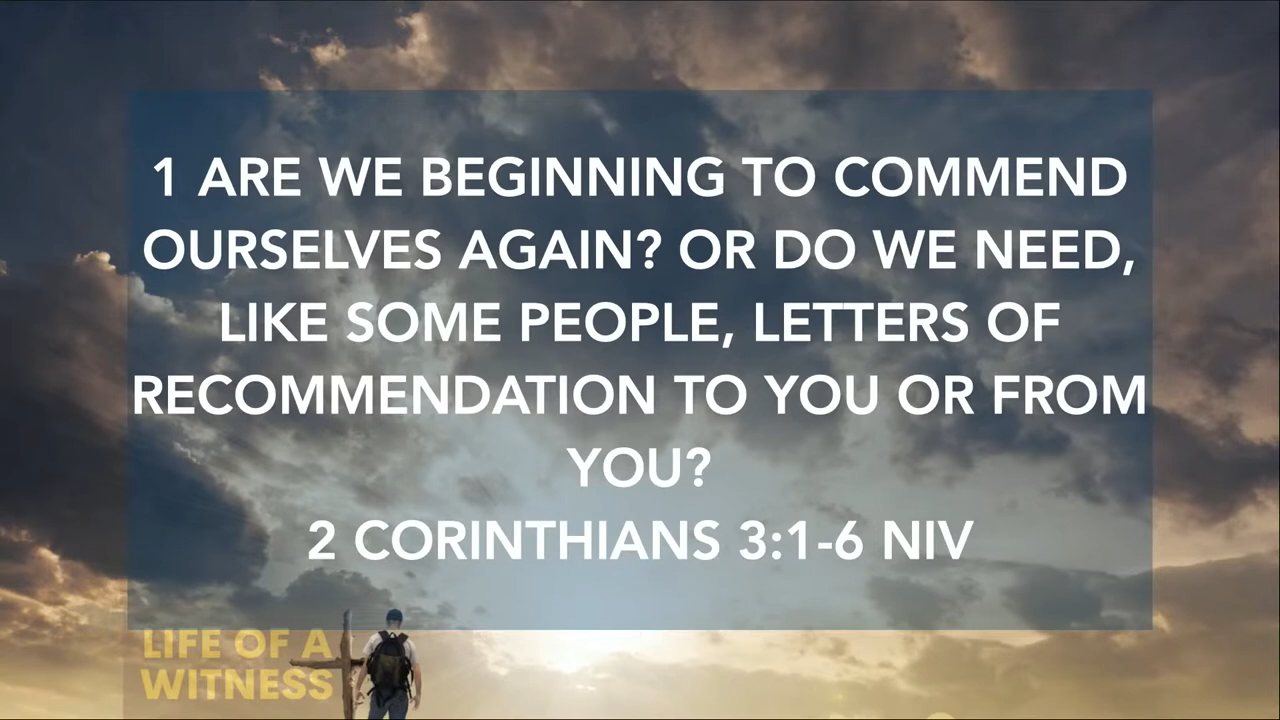 1 ARE WE BEGINNING TO COMMEND
OURSELVES AGAIN? OR DO WE NEED,
LIKE SOME PEOPLE, LETTERS OF
RECOMMENDATION TO YOU OR FROM
YOU?
2 CORINTHIANS 3:1-6 NIV
LIFE OF A
WITNESS